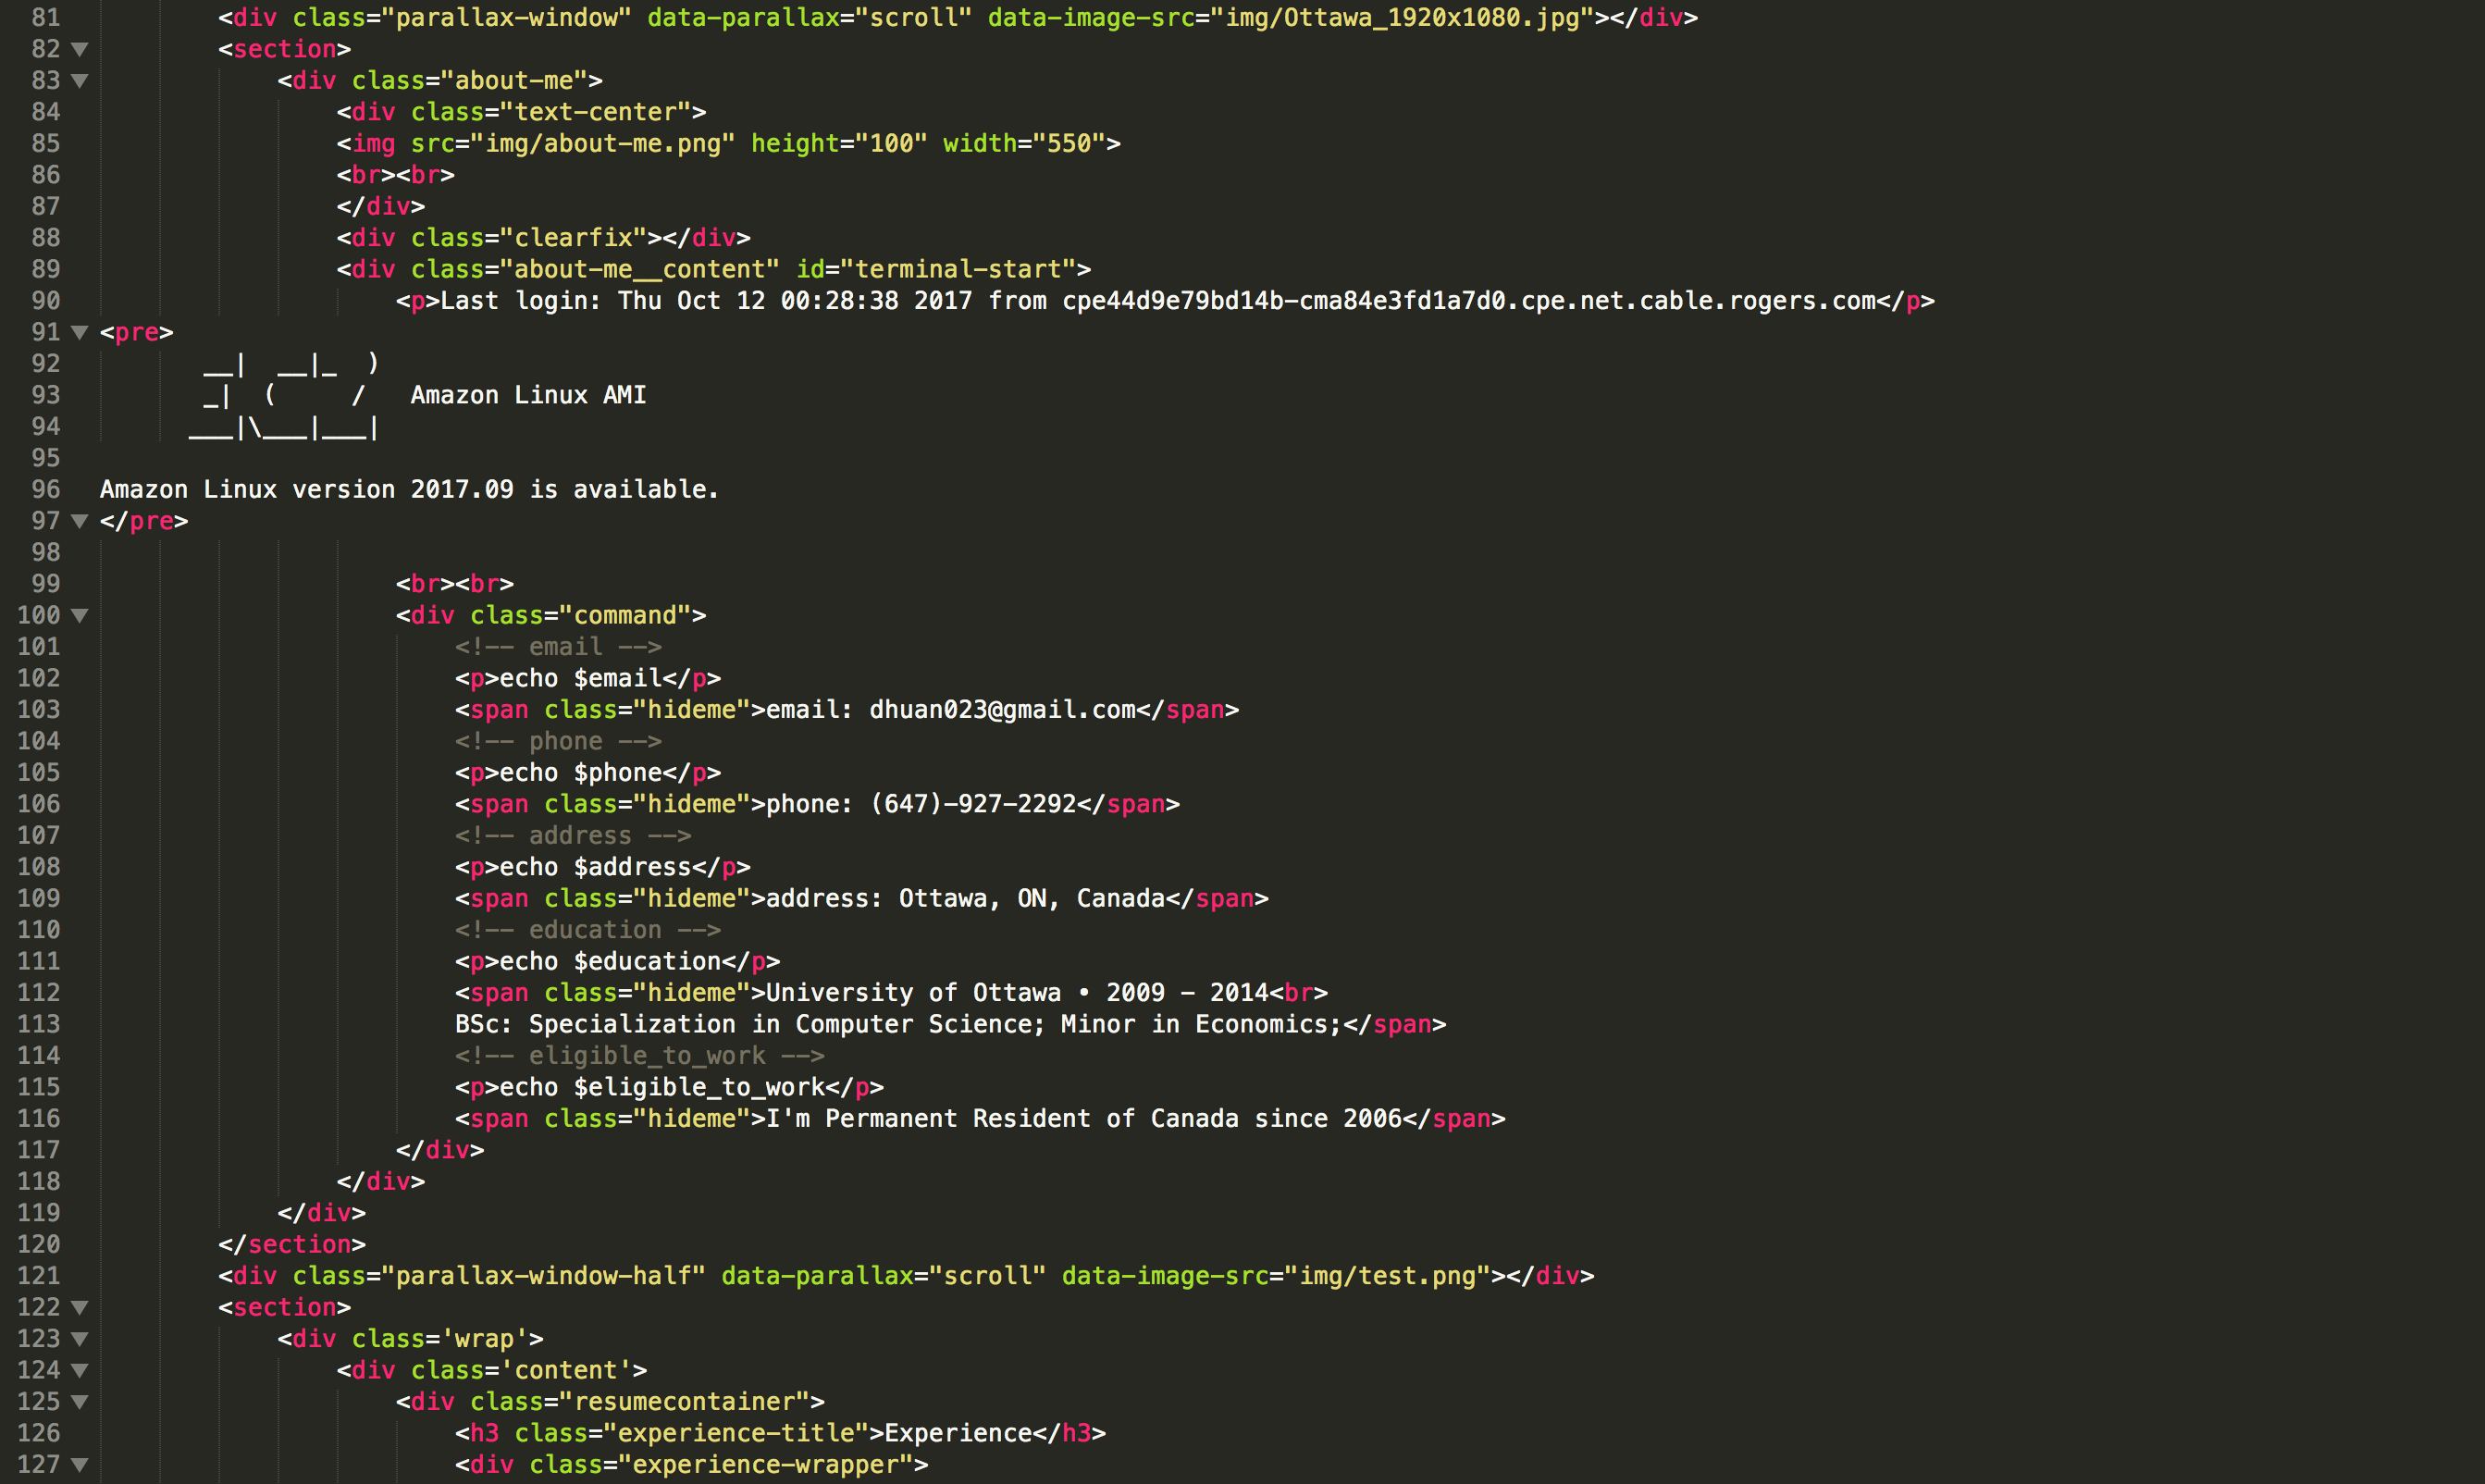 81 <div class="parallax-window" data-parallax="scroll" data-image-src="img/Ottawa_1920x1080.jpg"></div>
82 <section>
83 <div class="about-me">
84 <div class="text-center">
85 <img src="img/about-me.png" height="100" width="550">
86 <br><br>
87 </div>
88 <div class="clearfix"></div>
89 <div class="about-me__content" id="terminal-start">
90 <p>Last login: Thu Oct 12 00:28:38 2017 from cpe44d9e79bd14b-cma84e3fd1a7d0.cpe.net.cable.rogers.com</p>
91 <pre>
92        __|  __|_  )
93        _|  (     /   Amazon Linux AMI
94       ___|\___|___|
95
96 Amazon Linux version 2017.09 is available.
97 </pre>
98
99 <br><br>
100 <div class="command">
101 <!-- email -->
102 <p>echo $email</p>
103 <span class="hideme">email: dhuan023@gmail.com</span>
104 <!-- phone -->
105 <p>echo $phone</p>
106 <span class="hideme">phone: (647)-927-2292</span>
107 <!-- address -->
108 <p>echo $address</p>
109 <span class="hideme">address: Ottawa, ON, Canada</span>
110 <!-- education -->
111 <p>echo $education</p>
112 <span class="hideme">University of Ottawa • 2009 - 2014<br>
113 BSc: Specialization in Computer Science; Minor in Economics;</span>
114 <!-- eligible_to_work -->
115 <p>echo $eligible_to_work</p>
116 <span class="hideme">I'm Permanent Resident of Canada since 2006</span>
117 </div>
118 </div>
119 </div>
120 </section>
121 <div class="parallax-window-half" data-parallax="scroll" data-image-src="img/test.png"></div>
122 <section>
123 <div class='wrap'>
124 <div class='content'>
125 <div class="resumecontainer">
126 <h3 class="experience-title">Experience</h3>
127 <div class="experience-wrapper">